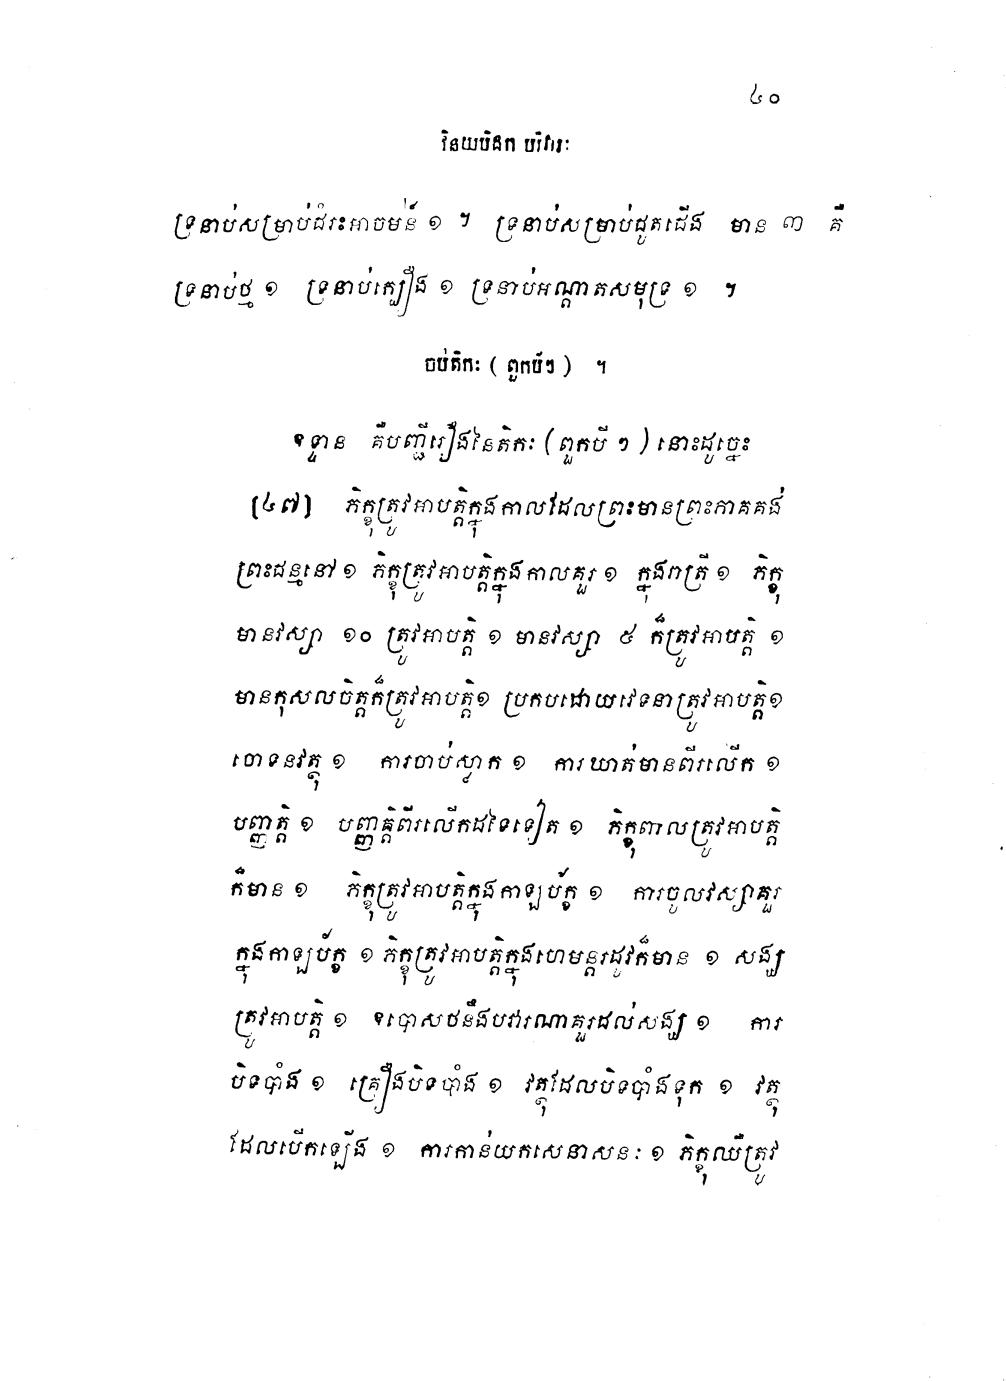 ៤០
វិនយបិដក បរិវារៈ
ទ្រនាប់សម្រាប់ជំរះអាចមន៍ ១ ។ ទ្រនាប់សម្រាប់ជូតជើង មាន ៣ គឺ
ទ្រនាប់ថ្ម ១ ទ្រនាប់ក្បឿង ១ ទ្រនាប់អណ្តាតសមុទ្រ ១ ។
ចប់តិកៈ ( ពួកបីៗ ) ។
ឧទ្ទាន គឺបញ្ជីរឿងនៃតិកៈ ( ពួកបី ៗ ) នោះដូច្នេះ
[៤៧] ភិក្ខុត្រូវអាបត្តិក្នុងកាលដែលព្រះមានព្រះភាគគង់
ព្រះជន្មនៅ ១ ភិក្ខុត្រូវអាបត្តិក្នុងកាលគួរ ១ ក្នុងរាត្រី ១ ភិក្ខុ
មានវស្សា ១០ ត្រូវអាបត្តិ ១ មានវស្សា ៥ ក៏ត្រូវអាបត្តិ ១
មានកុសលចិត្តក៏ត្រូវអាបត្តិ១ ប្រកបដោយវេទនាត្រូវអាបត្តិ១
ចោទនវត្ថុ ១ ការចាប់ស្លាក ១ ការឃាត់មានពីរលើក ១
បញ្ញត្តិ ១ បញ្ញត្តិពីរលើកដទៃទៀត ១ ភិក្ខុពាលត្រូវអាបត្តិ
ក៏មាន ១ ភិក្ខុត្រូវអាបត្តិក្នុងកាឡប័ក្ខ ១ ការចូលវស្សាគួរ
ក្នុងកាឡប័ក្ខ ១ ភិក្ខុត្រូវអាបត្តិក្នុងហេមន្តរដូវក៏មាន ១ សង្ឃ
ត្រូវអាបត្តិ ១ ឧបោសថនឹងបវារណាគួរដល់សង្ឃ ១ ការ
បិទបាំង ១ គ្រឿងបិទបាំង ១ វត្ថុដែលបិទបាំងទុក ១ វត្ថុ
ដែលបើកឡើង ១ ការកាន់យកសេនាសនៈ ១ ភិក្ខុឈឺត្រូវ